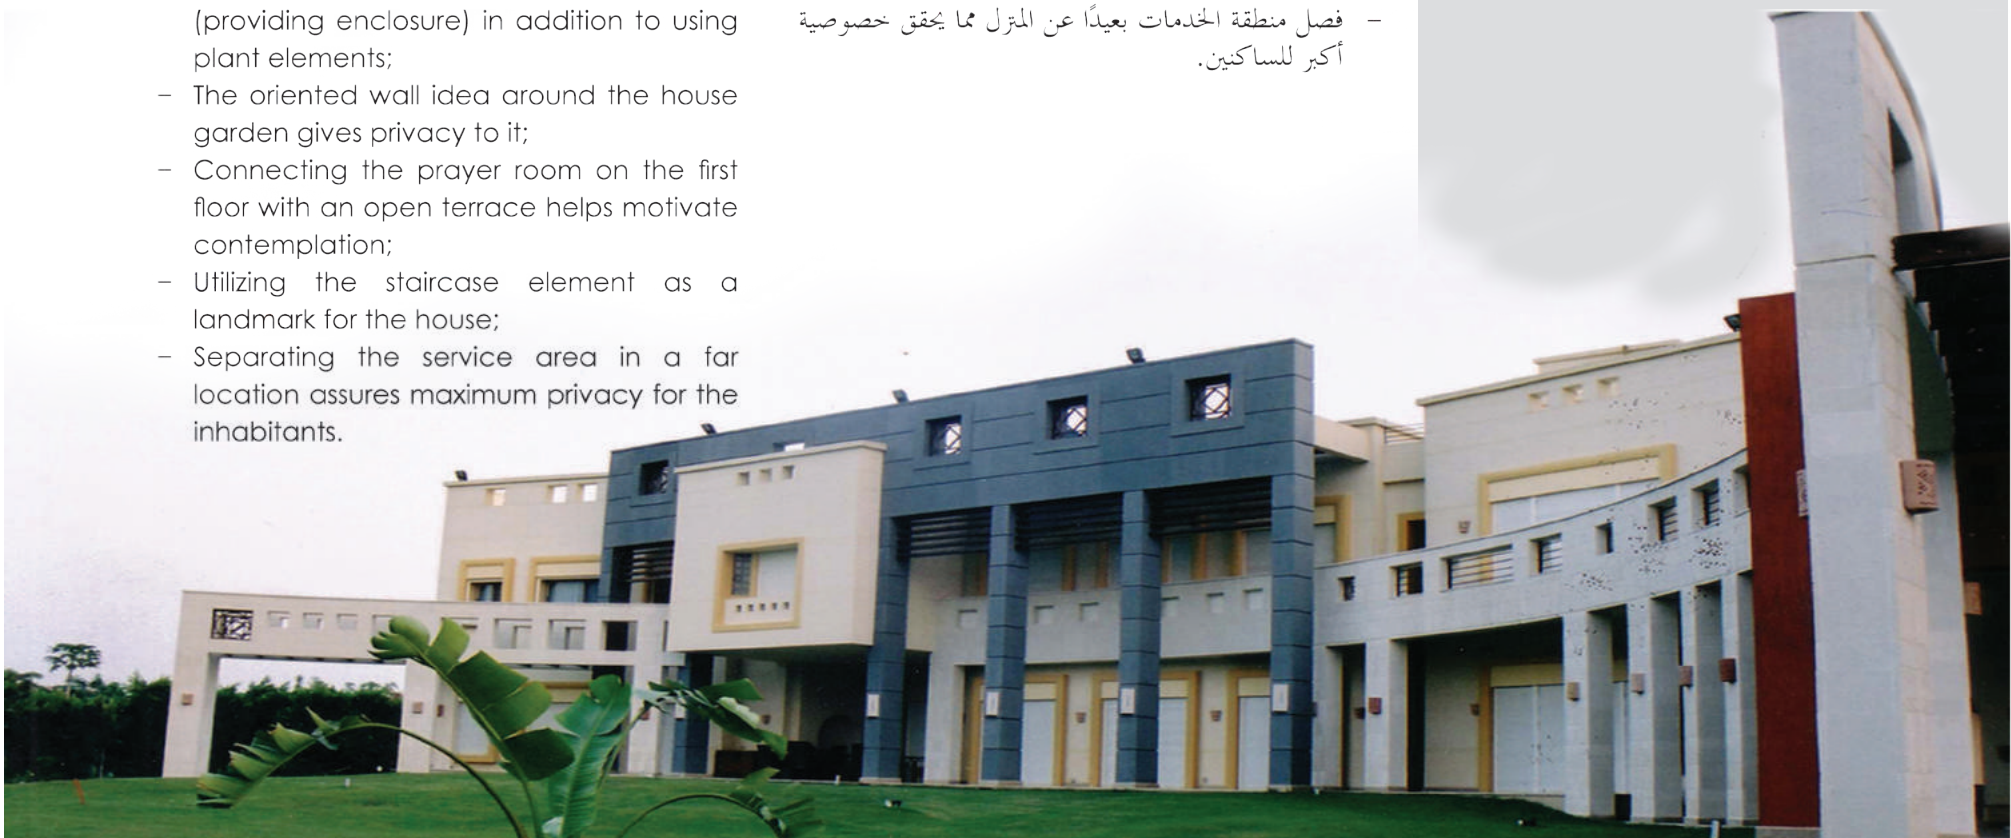 (providing enclosure) in addition to using
plant elements;
– The oriented wall idea around the house
garden gives privacy to it;
– Connecting the prayer room on the first
floor with an open terrace helps motivate
contemplation;
– Utilizing the staircase element as a
landmark for the house;
– Separating the service area in a far
location assures maximum privacy for the
inhabitants.
– فصل منطقة الخدمات بعيدًا عن المنزل مما يحقق خصوصية
أكبر للساكنين.